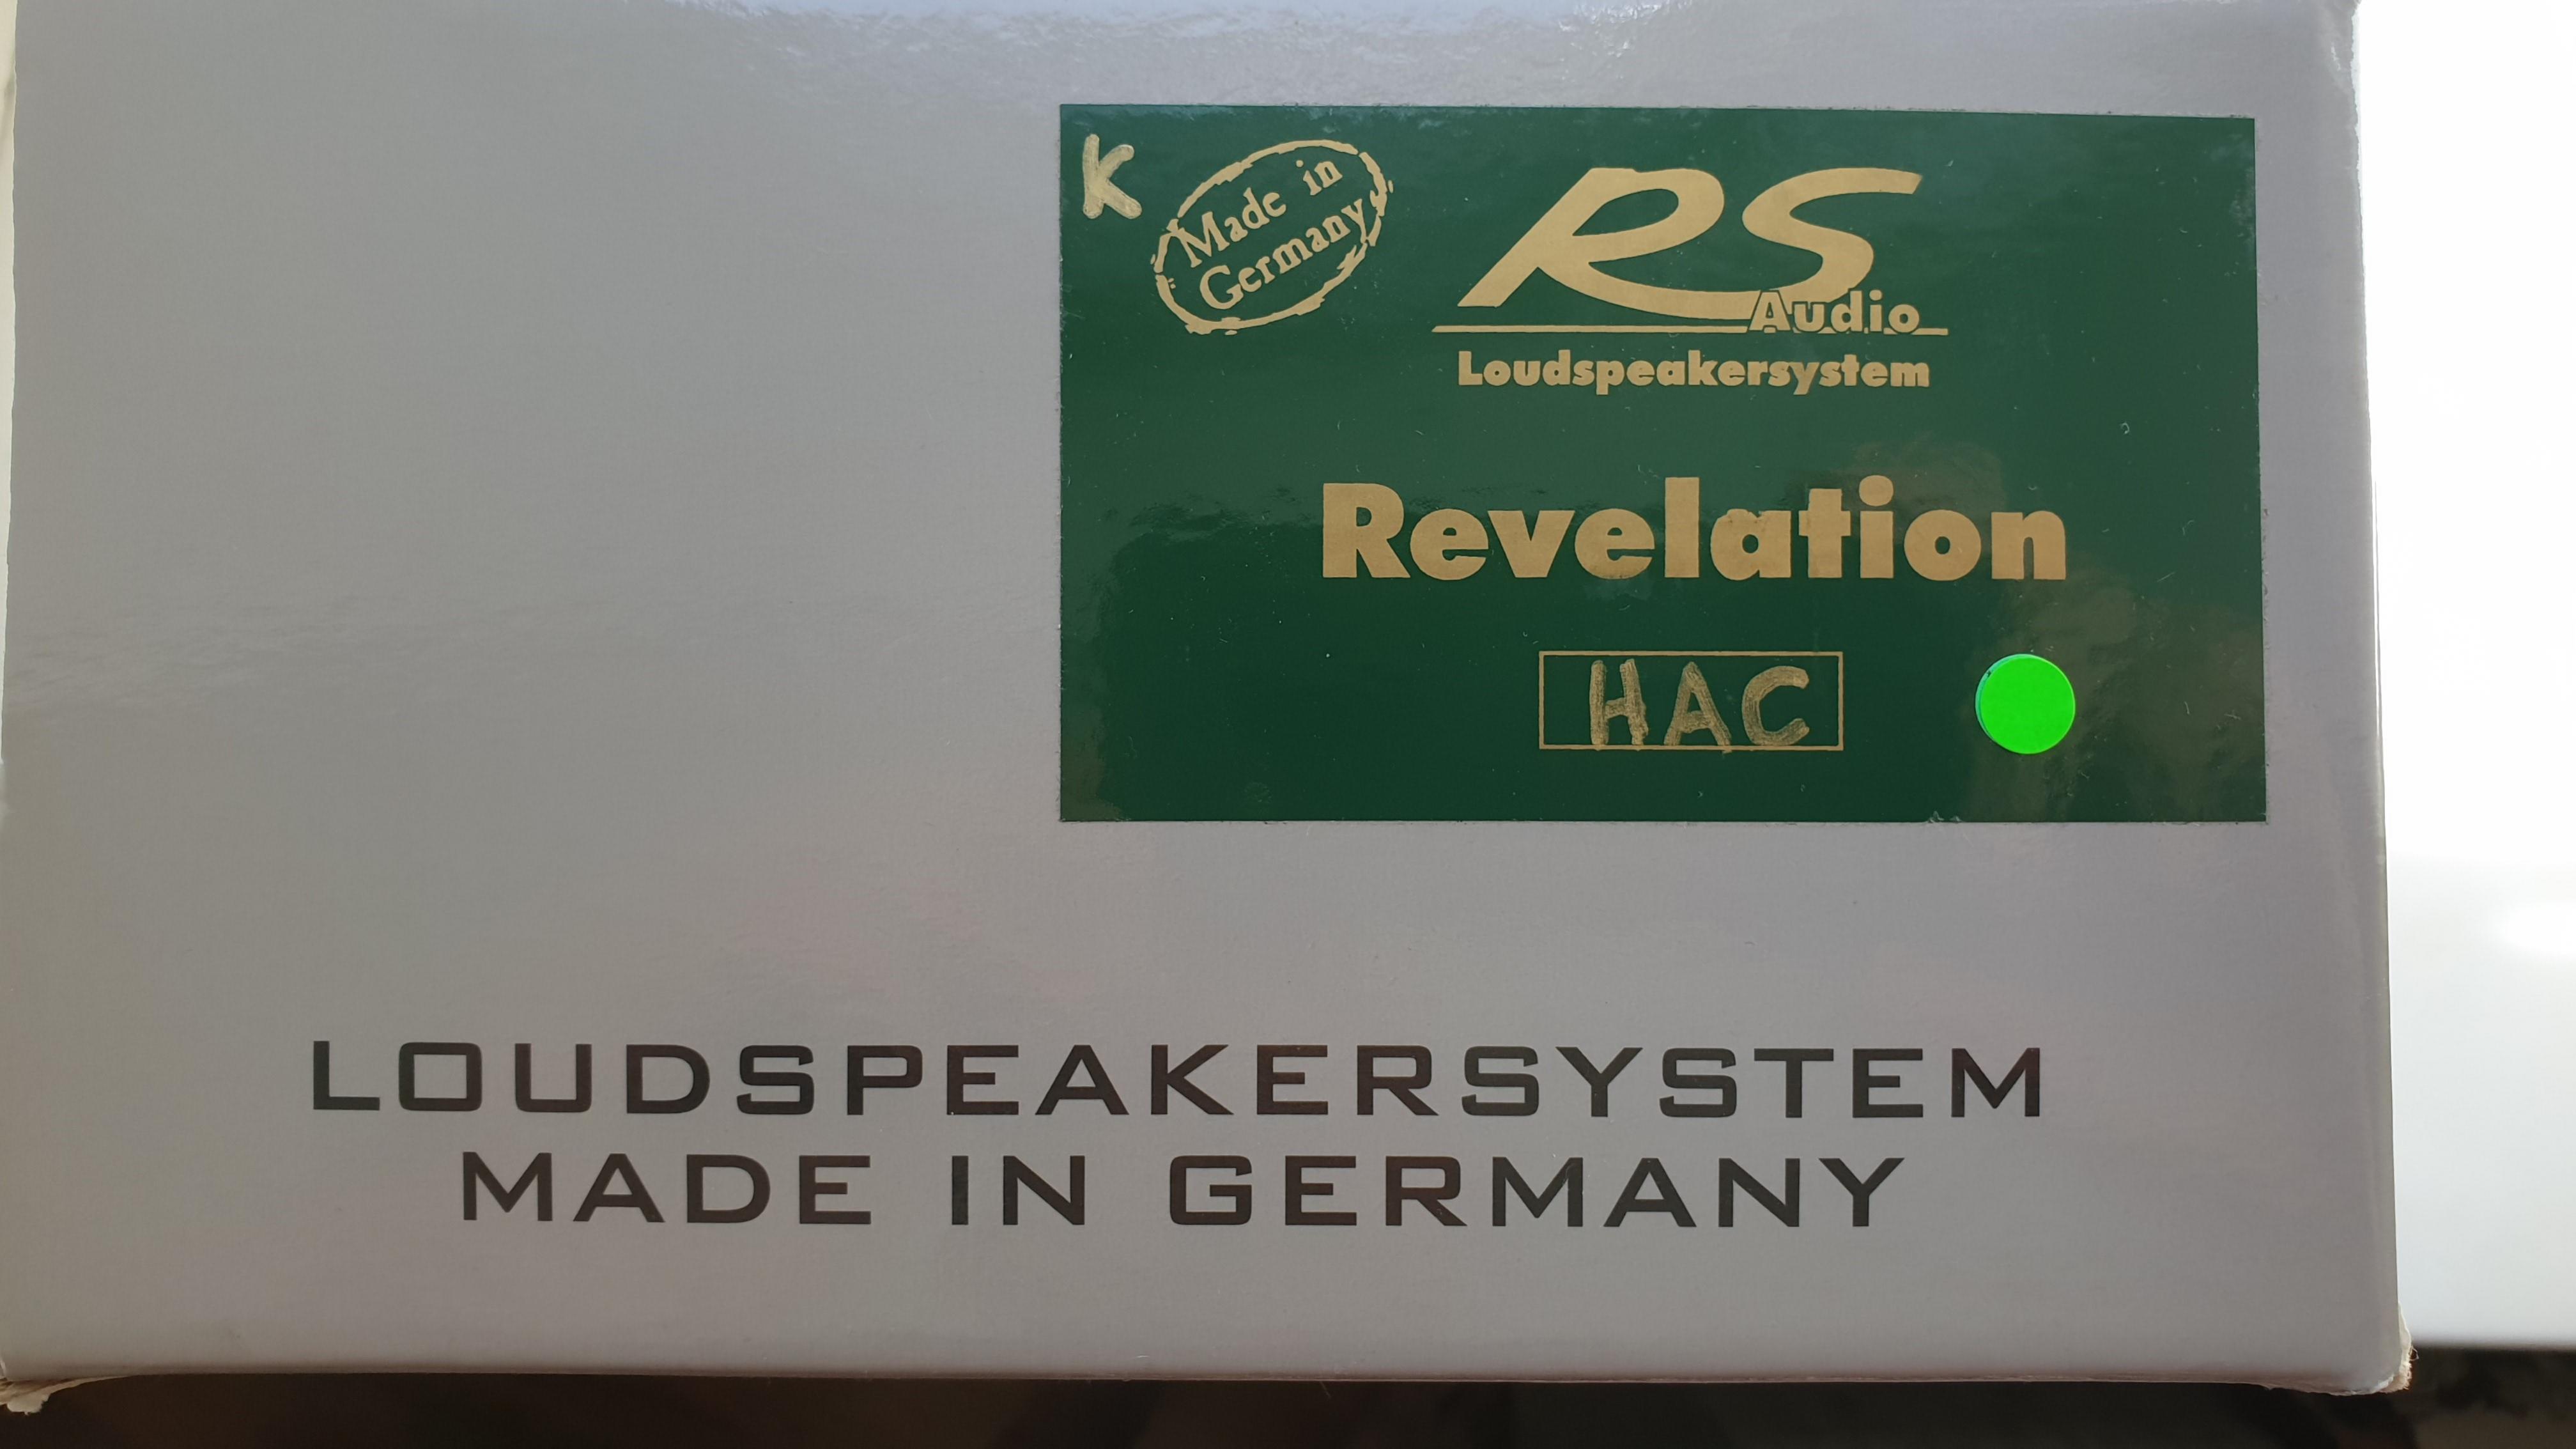 K
Made in
Germany
RS
Audio
Loudspeakersystem
Revelation
HAC
LOUDSPEAKERSYSTEM
MADE IN GERMANY